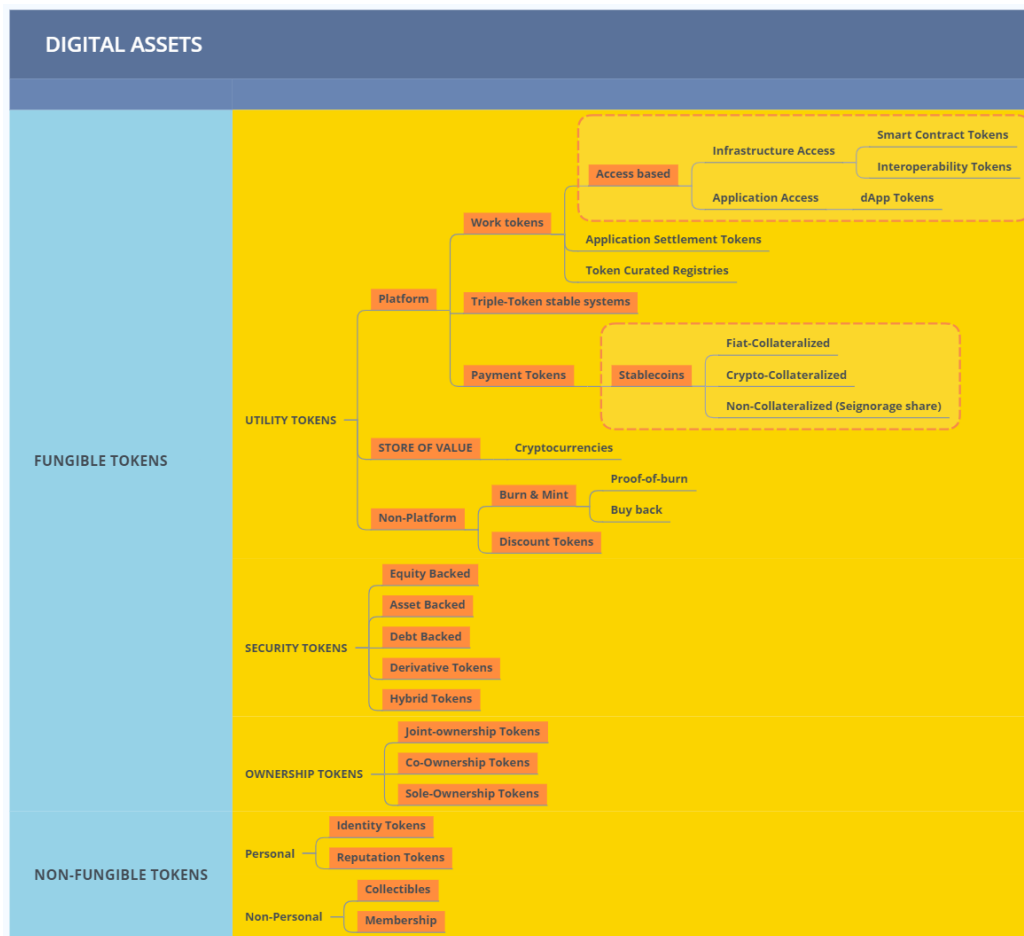 DIGITAL ASSETS
FUNGIBLE TOKENS
UTILITY TOKENS
Platform
Work tokens
Access based
Infrastructure Access
Smart Contract Tokens
Interoperability Tokens
Application Access
dApp Tokens
Application Settlement Tokens
Token Curated Registries
Triple-Token stable systems
Payment Tokens
Stablecoins
Fiat-Collateralized
Crypto-Collateralized
Non-Collateralized (Seignorage share)
STORE OF VALUE
Cryptocurrencies
Non-Platform
Burn & Mint
Proof-of-burn
Buy back
Discount Tokens
SECURITY TOKENS
Equity Backed
Asset Backed
Debt Backed
Derivative Tokens
Hybrid Tokens
OWNERSHIP TOKENS
Joint-ownership Tokens
Co-Ownership Tokens
Sole-Ownership Tokens
NON-FUNGIBLE TOKENS
Personal
Identity Tokens
Reputation Tokens
Non-Personal
Collectibles
Membership